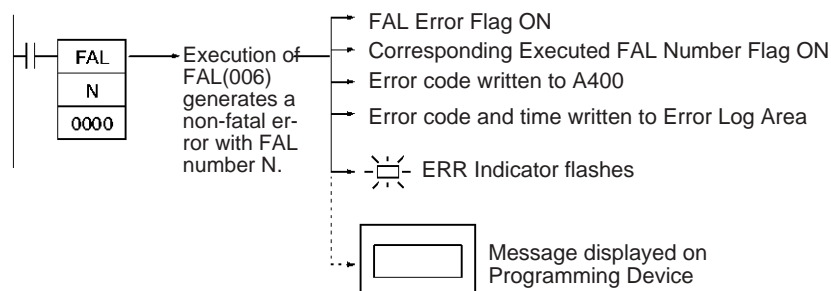 FAL
N
0000
Execution of
FAL(006)
generates a
non-fatal er-
ror with FAL
number N.
FAL Error Flag ON
Corresponding Executed FAL Number Flag ON
Error code written to A400
Error code and time written to Error Log Area
ERR Indicator flashes
Message displayed on
Programming Device